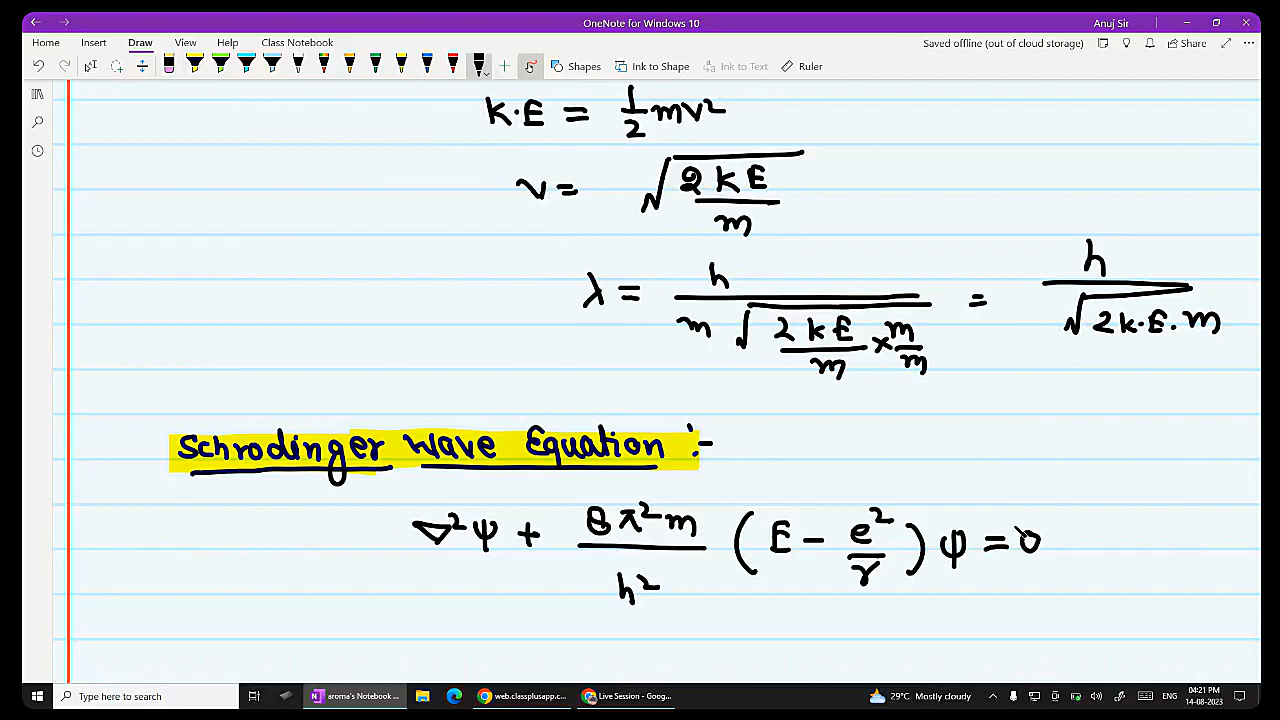 OneNote for Windows 10
Anuj Sir
Home Insert Draw View Help Class Notebook
Saved offline (out of cloud storage)
Share
Shapes
Ink to Shape
Ink to Text
Ruler
K·E = 1/2 mv²
v = √(2KE/m)
λ = h / (m √(2KE/m × m/m)) = h / √(2K·E·m)
Schrodinger Wave Equation :-
∇²ψ + 8π²m/h² (E − e²/r) ψ = 0
Type here to search
aroma's Notebook ...
web.classplusapp.c...
Live Session - Goog...
29°C Mostly cloudy
ENG
04:21 PM
14-08-2023